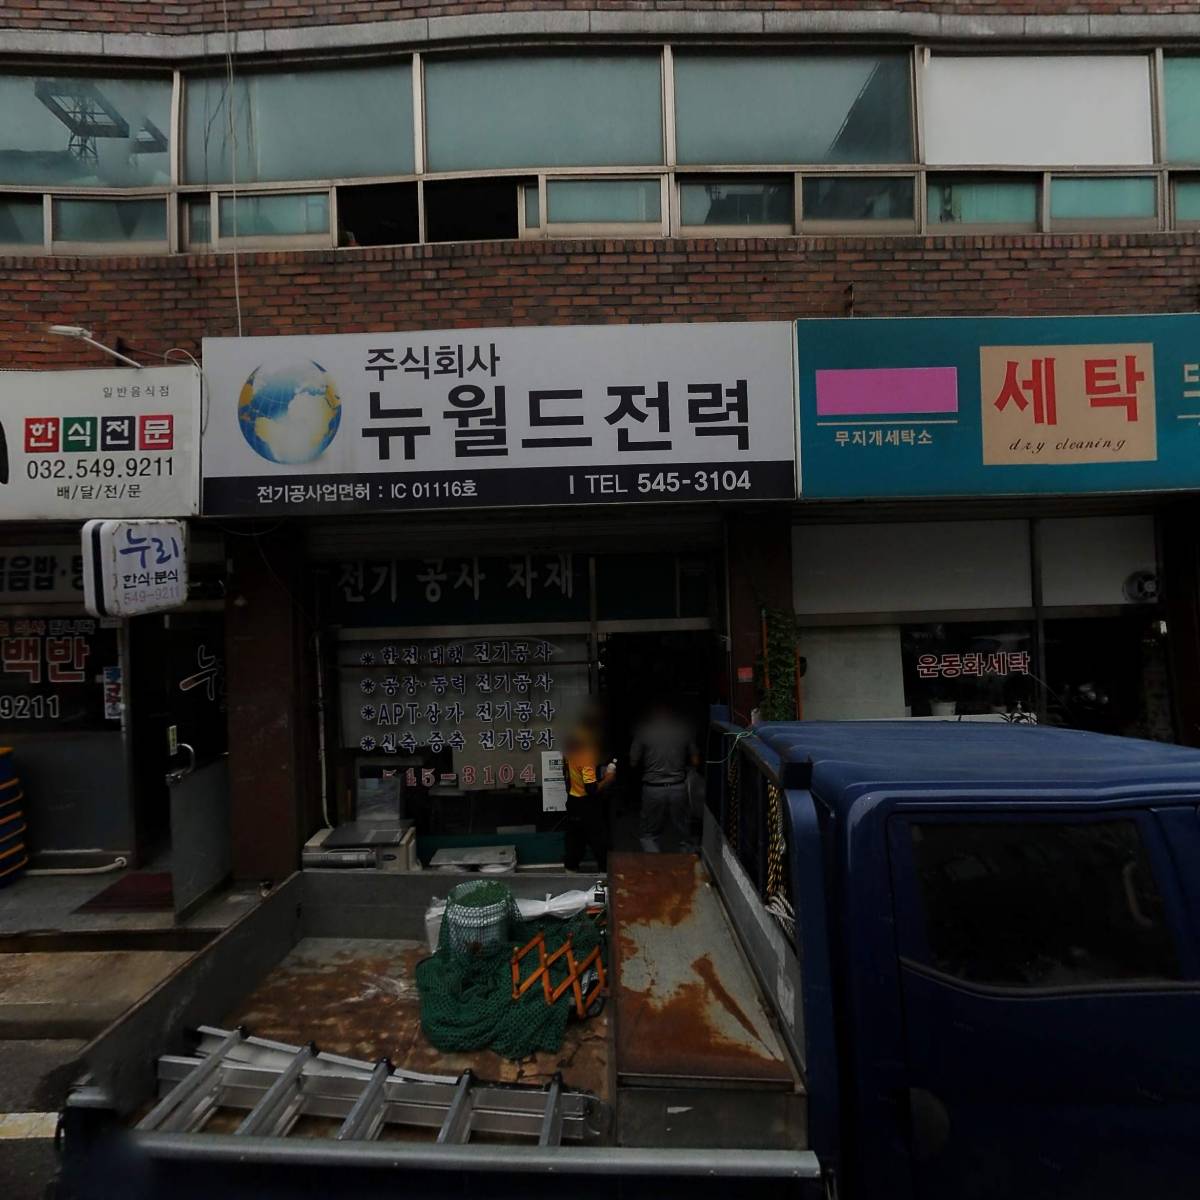 일반음식점
한식전문
032.549.9211
배/달/전/문
주식회사
뉴월드전력
전기공사업면허 : IC 01116호
TEL 545-3104
무지개세탁소
세탁
dry cleaning
누리
한식·분식
549-9211
음밥·
백반
9211
전기 공사 자재
※한전·대행 전기공사
※공장·동력 전기공사
※APT·상가 전기공사
※신축·증축 전기공사
545-3104
운동화세탁